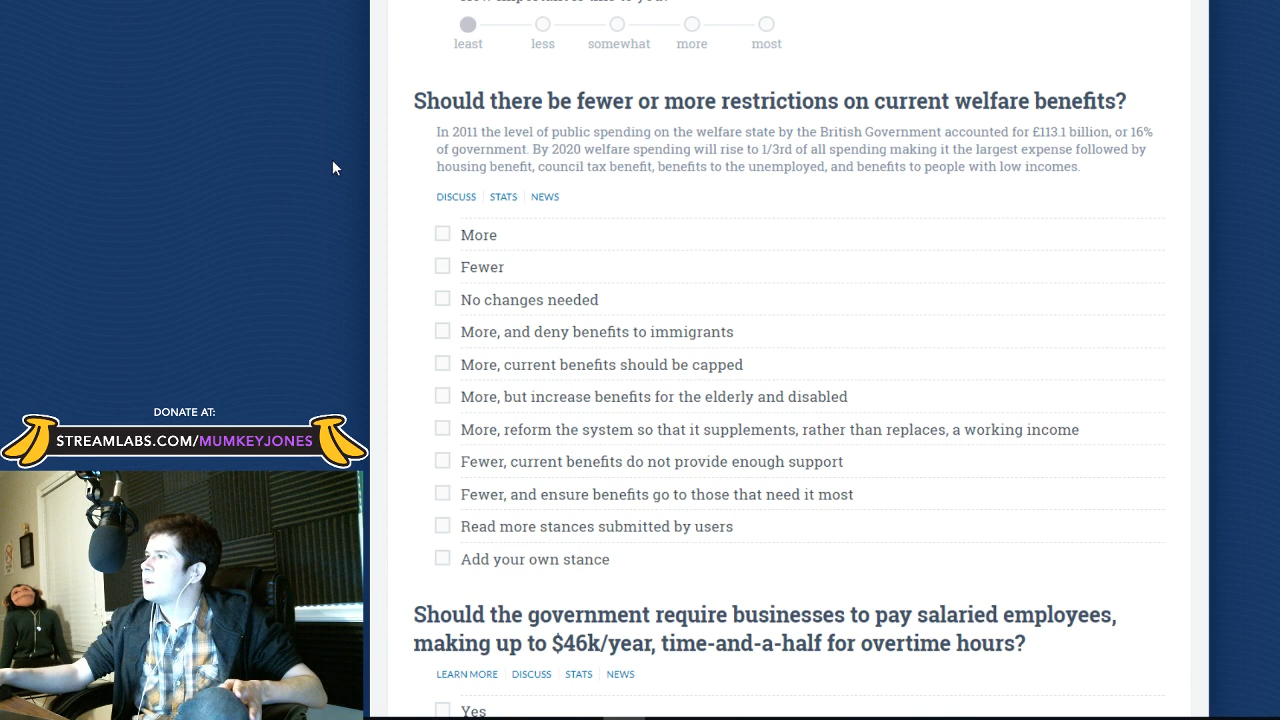 least less somewhat more most
Should there be fewer or more restrictions on current welfare benefits?
In 2011 the level of public spending on the welfare state by the British Government accounted for £113.1 billion, or 16%
of government. By 2020 welfare spending will rise to 1/3rd of all spending making it the largest expense followed by
housing benefit, council tax benefit, benefits to the unemployed, and benefits to people with low incomes.
DISCUSS STATS NEWS
More
Fewer
No changes needed
More, and deny benefits to immigrants
More, current benefits should be capped
More, but increase benefits for the elderly and disabled
More, reform the system so that it supplements, rather than replaces, a working income
Fewer, current benefits do not provide enough support
Fewer, and ensure benefits go to those that need it most
Read more stances submitted by users
Add your own stance
Should the government require businesses to pay salaried employees,
making up to $46k/year, time-and-a-half for overtime hours?
LEARN MORE DISCUSS STATS NEWS
Yes
DONATE AT:
STREAMLABS.COM/MUMKEYJONES